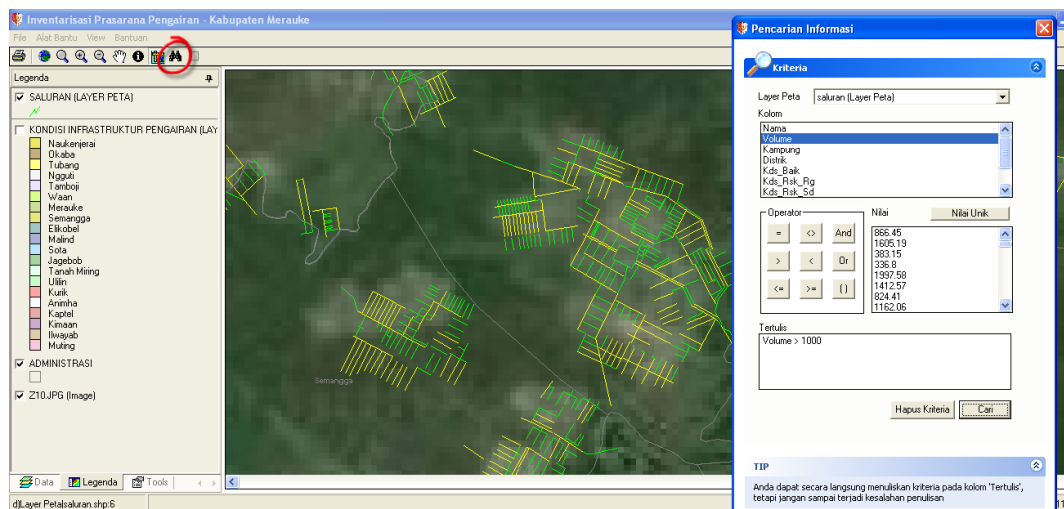 Inventarisasi Prasarana Pengairan - Kabupaten Merauke
File Alat Bantu View Bantuan
Legenda
SALURAN (LAYER PETA)
KONDISI INFRASTRUKTUR PENGAIRAN (LAY
Naukenjerai
Okaba
Tubang
Ngguti
Tamboji
Waan
Merauke
Semangga
Elikobel
Malind
Sota
Jagebob
Tanah Miring
Ulilin
Kurik
Animha
Kaptel
Kimaan
Ilwayab
Muting
ADMINISTRASI
Z10.JPG (Image)
Data Legenda Tools
d)Layer Peta|saluran.shp:6
Semangga
Pencarian Informasi
Kriteria
Layer Peta saluran (Layer Peta)
Kolom
Nama
Volume
Kampung
Distrik
Kds_Baik
Kds_Rsk_Rg
Kds_Rsk_Sd
Operator
= <> And
> < Or
<= >= ( )
Nilai Nilai Unik
866.45
1605.19
383.15
336.8
1997.58
1412.57
824.41
1162.06
Tertulis
Volume > 1000
Hapus Kriteria Cari
TIP
Anda dapat secara langsung menuliskan kriteria pada kolom 'Tertulis',
tetapi jangan sampai terjadi kesalahan penulisan